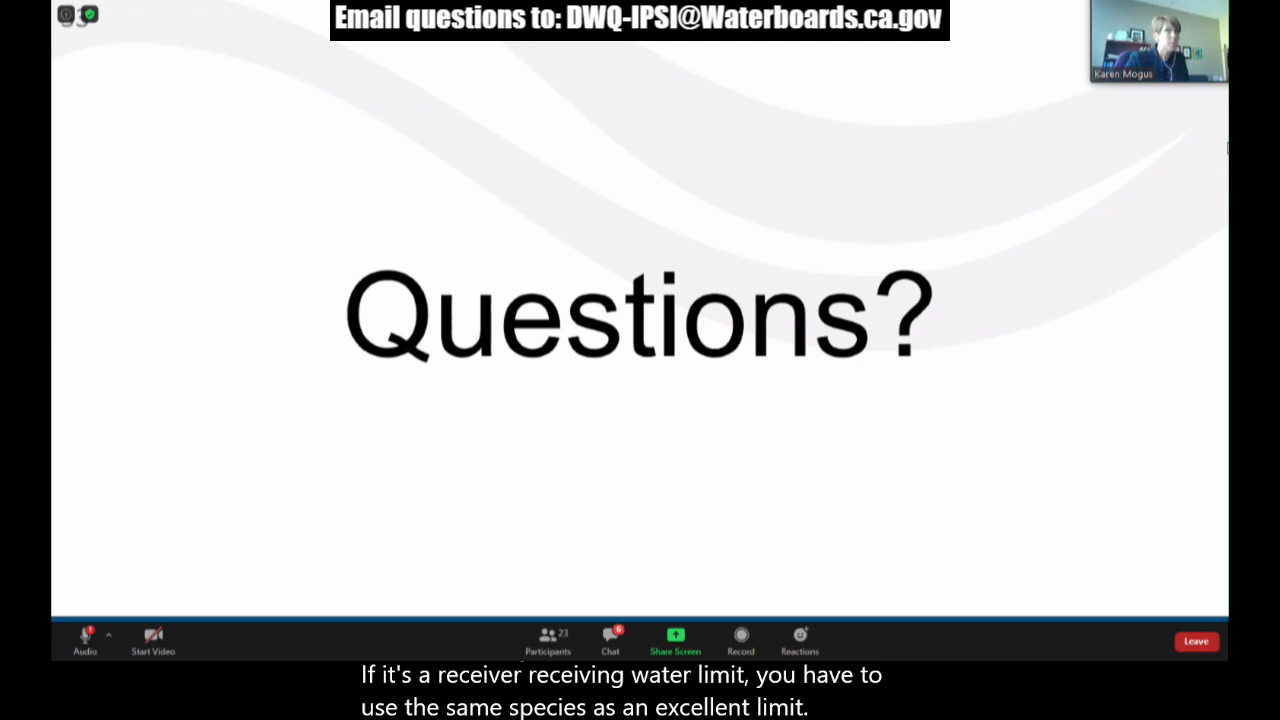 Email questions to: DWQ-IPSI@Waterboards.ca.gov
Karen Mogus
Questions?
Audio
Start Video
23
Participants
6
Chat
Share Screen
Record
Reactions
Leave
If it's a receiver receiving water limit, you have to
use the same species as an excellent limit.